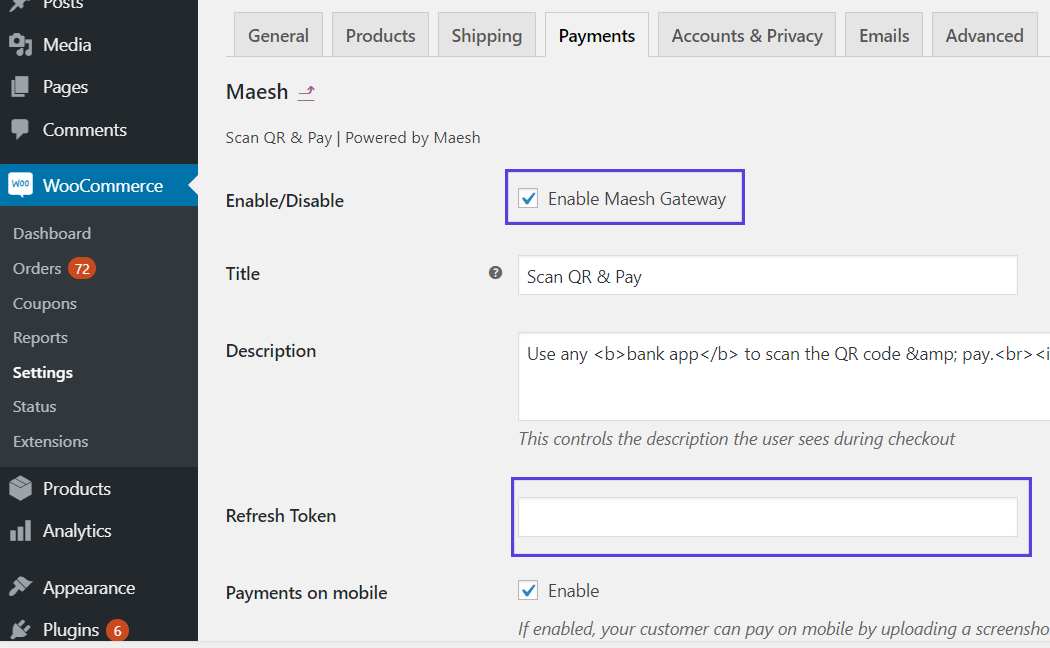 Posts
Media
Pages
Comments
WOO WooCommerce
Dashboard
Orders 72
Coupons
Reports
Settings
Status
Extensions
Products
Analytics
Appearance
Plugins 6
General Products Shipping Payments Accounts & Privacy Emails Advanced
Maesh
Scan QR & Pay | Powered by Maesh
Enable/Disable Enable Maesh Gateway
Title ? Scan QR & Pay
Description Use any <b>bank app</b> to scan the QR code &amp; pay.<br><i
This controls the description the user sees during checkout
Refresh Token
Payments on mobile Enable
If enabled, your customer can pay on mobile by uploading a screensho